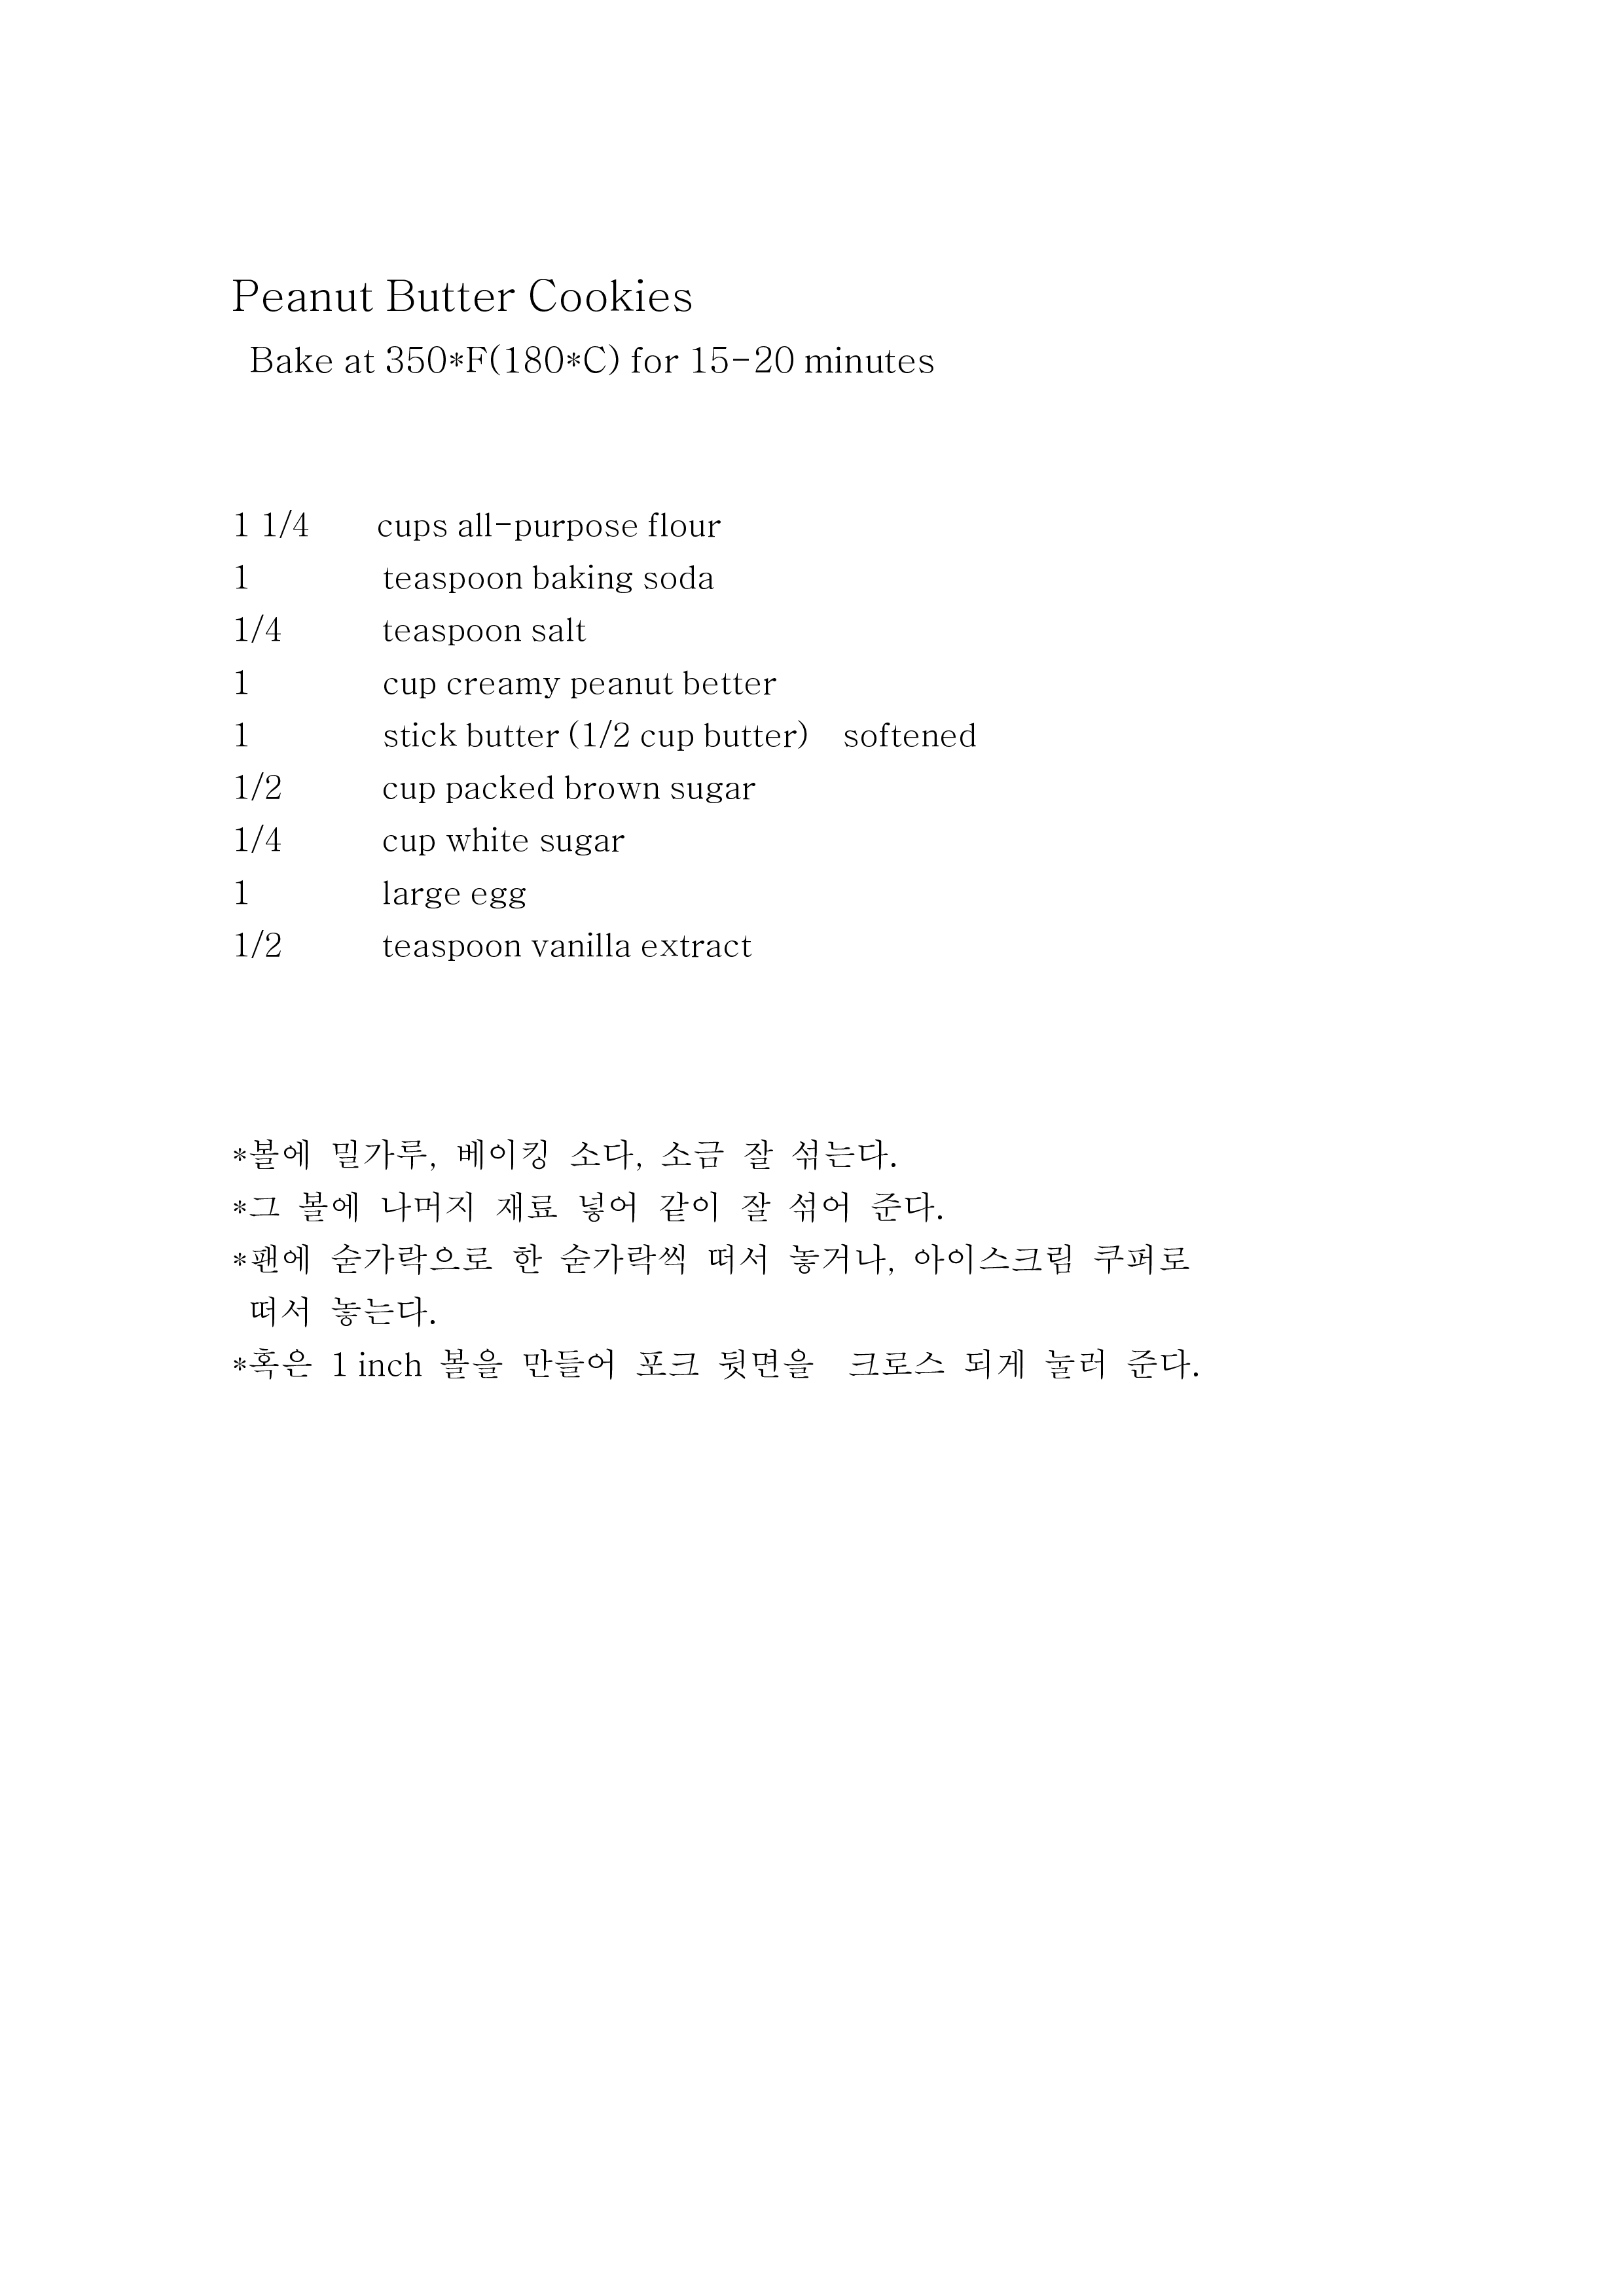 Peanut Butter Cookies
Bake at 350*F(180*C) for 15-20 minutes
1 1/4 cups all-purpose flour
1 teaspoon baking soda
1/4 teaspoon salt
1 cup creamy peanut better
1 stick butter (1/2 cup butter) softened
1/2 cup packed brown sugar
1/4 cup white sugar
1 large egg
1/2 teaspoon vanilla extract
*볼에 밀가루, 베이킹 소다, 소금 잘 섞는다.
*그 볼에 나머지 재료 넣어 같이 잘 섞어 준다.
*팬에 숟가락으로 한 숟가락씩 떠서 놓거나, 아이스크림 쿠퍼로
떠서 놓는다.
*혹은 1 inch 볼을 만들어 포크 뒷면을 크로스 되게 눌러 준다.